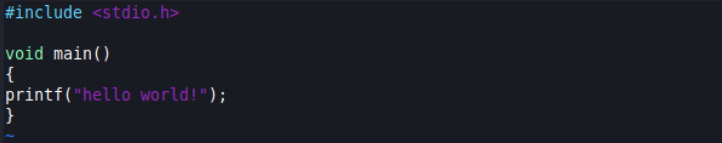 #include <stdio.h>

void main()
{
printf("hello world!");
}
~